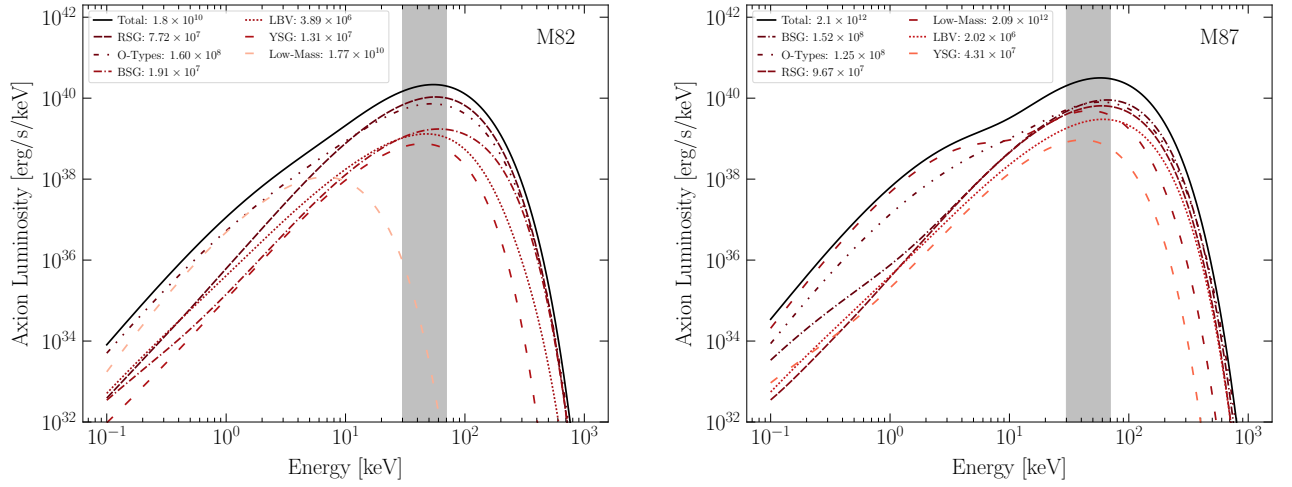 M82
Total: 1.8 × 10^10
RSG: 7.72 × 10^7
O-Types: 1.60 × 10^8
BSG: 1.91 × 10^7
LBV: 3.89 × 10^6
YSG: 1.31 × 10^7
Low-Mass: 1.77 × 10^10
Axion Luminosity [erg/s/keV]
10^42
10^40
10^38
10^36
10^34
10^32
10^−1
10^0
10^1
10^2
10^3
Energy [keV]
M87
Total: 2.1 × 10^12
BSG: 1.52 × 10^8
O-Types: 1.25 × 10^8
RSG: 9.67 × 10^7
Low-Mass: 2.09 × 10^12
LBV: 2.02 × 10^6
YSG: 4.31 × 10^7
Axion Luminosity [erg/s/keV]
10^42
10^40
10^38
10^36
10^34
10^32
10^−1
10^0
10^1
10^2
10^3
Energy [keV]